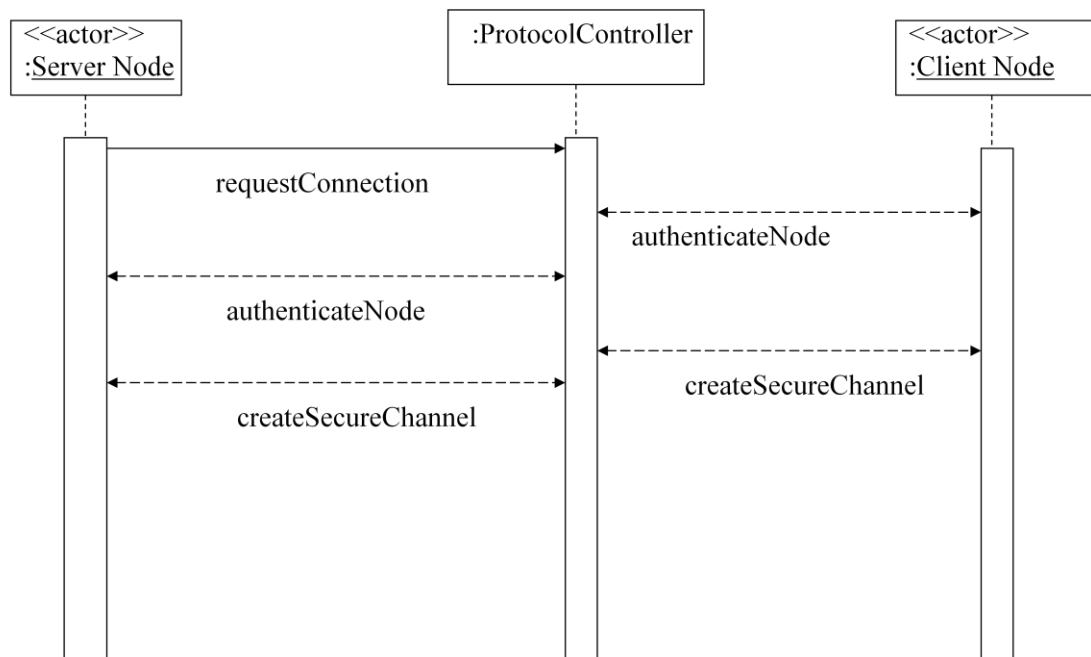 <<actor>>
:Server Node
:ProtocolController
<<actor>>
:Client Node
requestConnection
authenticateNode
authenticateNode
createSecureChannel
createSecureChannel